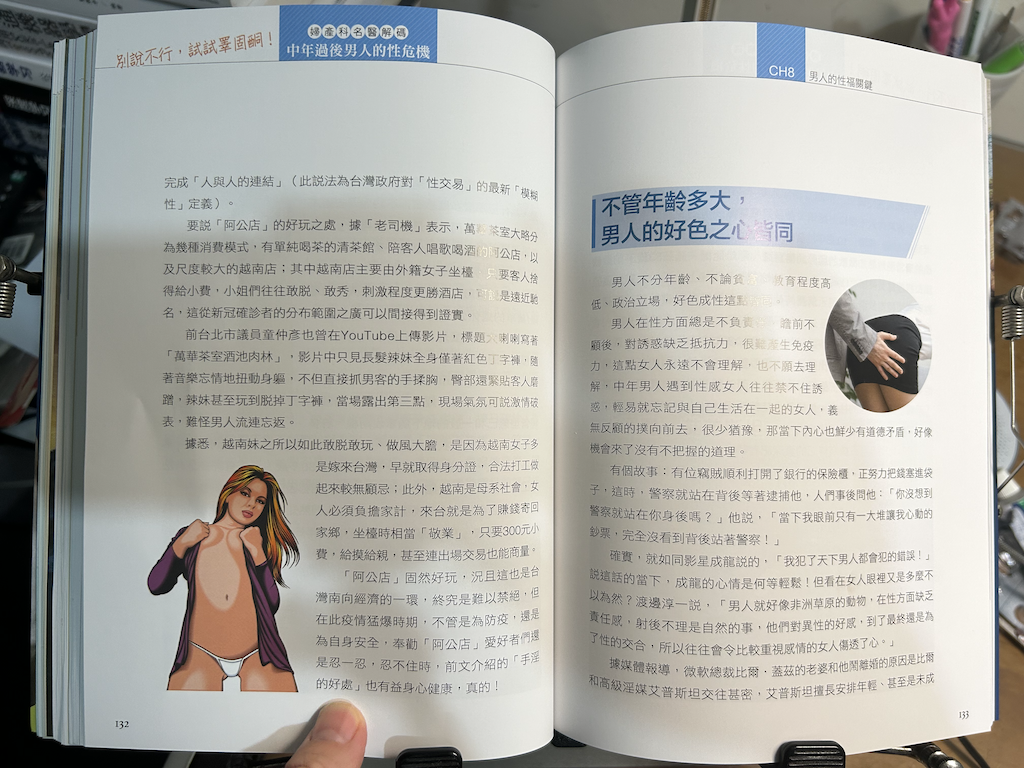 別說不行，試試睪固酮！
婦產科名醫解碼
中年過後男人的性危機
完成「人與人的連結」（此說法為台灣政府對「性交易」的最新「模糊
性」定義）。
要說「阿公店」的好玩之處，據「老司機」表示，萬華茶室大略分
為幾種消費模式，有單純喝茶的清茶館、陪客人唱歌喝酒的阿公店，以
及尺度較大的越南店；其中越南店主要由外籍女子坐檯，只要客人捨
得給小費，小姐們往往敢脫、敢秀，刺激程度更勝酒店，可說是遠近馳
名，這從新冠確診者的分布範圍之廣可以間接得到證實。
前台北市議員童仲彥也曾在YouTube上傳影片，標題大喇喇寫著
「萬華茶室酒池肉林」，影片中只見長髮辣妹全身僅著紅色丁字褲，隨
著音樂忘情地扭動身軀，不但直接抓男客的手揉胸，臀部還緊貼客人磨
蹭，辣妹甚至玩到脫掉丁字褲，當場露出第三點，現場氣氛可說激情破
表，難怪男人流連忘返。
據悉，越南妹之所以如此敢脫敢玩、做風大膽，是因為越南女子多
是嫁來台灣，早就取得身分證，合法打工做
起來較無顧忌；此外，越南是母系社會，女
人必須負擔家計，來台就是為了賺錢寄回
家鄉，坐檯時相當「敬業」，只要300元小
費，給摸給親，甚至連出場交易也能商量。
「阿公店」固然好玩，況且這也是台
灣南向經濟的一環，終究是難以禁絕，但
在此疫情猛爆時期，不管是為防疫，還是
為自身安全，奉勸「阿公店」愛好者們還
是忍一忍，忍不住時，前文介紹的「手淫
的好處」也有益身心健康，真的！
132
CH8
男人的性福關鍵
不管年齡多大，
男人的好色之心皆同
男人不分年齡、不論貧富、教育程度高
低、政治立場，好色成性這點
男人在性方面總是不負責任、瞻前不
顧後，對誘惑缺乏抵抗力，很難產生免疫
力，這點女人永遠不會理解，也不願去理
解，中年男人遇到性感女人往往禁不住誘
惑，輕易就忘記與自己生活在一起的女人，義
無反顧的撲向前去，很少猶豫，那當下內心也鮮少有道德矛盾，好像
機會來了沒有不把握的道理。
有個故事：有位竊賊順利打開了銀行的保險櫃，正努力把錢塞進袋
子，這時，警察就站在背後等著逮捕他，人們事後問他：「你沒想到
警察就站在你身後嗎？」他說，「當下我眼前只有一大堆讓我心動的
鈔票，完全沒看到背後站著警察！」
確實，就如同影星成龍說的，「我犯了天下男人都會犯的錯誤！」
說這話的當下，成龍的心情是何等輕鬆！但看在女人眼裡又是多麼不
以為然？渡邊淳一說，「男人就好像非洲草原的動物，在性方面缺乏
責任感，射後不理是自然的事，他們對異性的好感，到了最終還是為
了性的交合，所以往往會令比較重視感情的女人傷透了心。」
據媒體報導，微軟總裁比爾．蓋茲的老婆和他鬧離婚的原因是比爾
和高級淫媒艾普斯坦交往甚密，艾普斯坦擅長安排年輕、甚至是未成
133